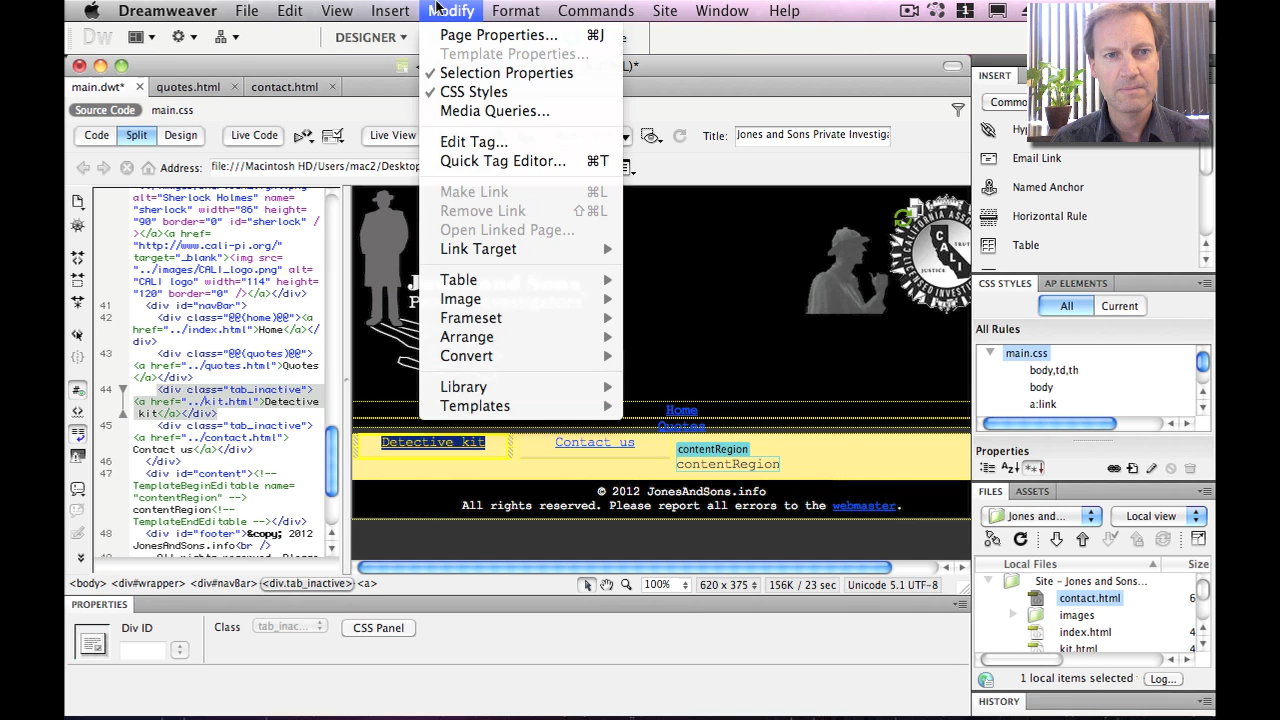 Dreamweaver File Edit View Insert Modify Format Commands Site Window Help
Dw DESIGNER
Page Properties... ⌘J
Template Properties...
✓ Selection Properties
✓ CSS Styles
Media Queries...
Edit Tag...
Quick Tag Editor... ⌘T
Make Link ⌘L
Remove Link ⇧⌘L
Open Linked Page...
Link Target
Table
Image
Frameset
Arrange
Convert
Library
Templates
main.dwt* quotes.html contact.html
Source Code main.css
Code Split Design Live Code Live View Title: Jones and Sons Private Investiga
Address: file:///Macintosh HD/Users/mac2/Desktop
alt="Sherlock Holmes" name=
"sherlock" width="86" height=
"90" border="0" id="sherlock" /
></a><a href=
"http://www.cali-pi.org/"
target="_blank"><img src=
"../images/CALI_logo.png" alt=
"CALI logo" width="114" height=
"120" border="0" /></a></div>
41 <div id="navBar">
42 <div class="@@(home)@@"><a
href="../index.html">Home</a></
div>
43 <div class="@@(quotes)@@">
<a href="../quotes.html">Quotes
</a></div>
44 <div class="tab_inactive">
<a href="../kit.html">Detective
kit</a></div>
45 <div class="tab_inactive">
<a href="../contact.html">
Contact us</a></div>
46 </div>
47 <div id="content"><!--
TemplateBeginEditable name=
"contentRegion" -->
contentRegion<!--
TemplateEndEditable --></div>
48 <div id="footer">&copy; 2012
JonesAndSons.info<br />
CALIFORNIA
LICENSED
CALI
JUSTICE
TRUTH
Home
Quotes
Detective kit Contact us
contentRegion
contentRegion
© 2012 JonesAndSons.info
All rights reserved. Please report all errors to the webmaster.
<body> <div#wrapper> <div#navBar> <div.tab_inactive> <a>
100% 620 x 375 156K / 23 sec Unicode 5.1 UTF-8
PROPERTIES
Div ID
Class tab_inac...
CSS Panel
INSERT
Email Link
Named Anchor
Horizontal Rule
Table
CSS STYLES AP ELEMENTS
All Current
All Rules
main.css
body,td,th
body
a:link
Properties
FILES ASSETS
Jones and... Local view
Local Files Size
Site - Jones and Sons...
contact.html 6
images
index.html 4
kit.html 4
1 local items selected Log...
HISTORY